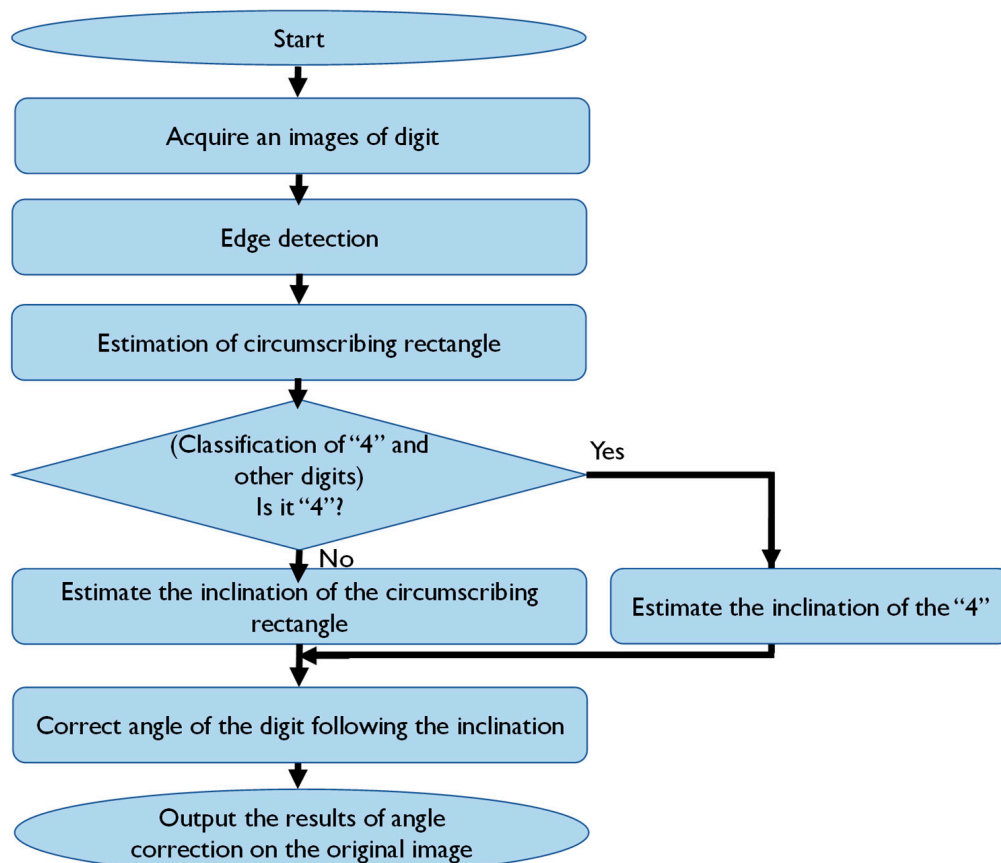 Start
Acquire an images of digit
Edge detection
Estimation of circumscribing rectangle
(Classification of “4” and
other digits)
Is it “4”?
Yes
No
Estimate the inclination of the circumscribing
rectangle
Estimate the inclination of the “4”
Correct angle of the digit following the inclination
Output the results of angle
correction on the original image